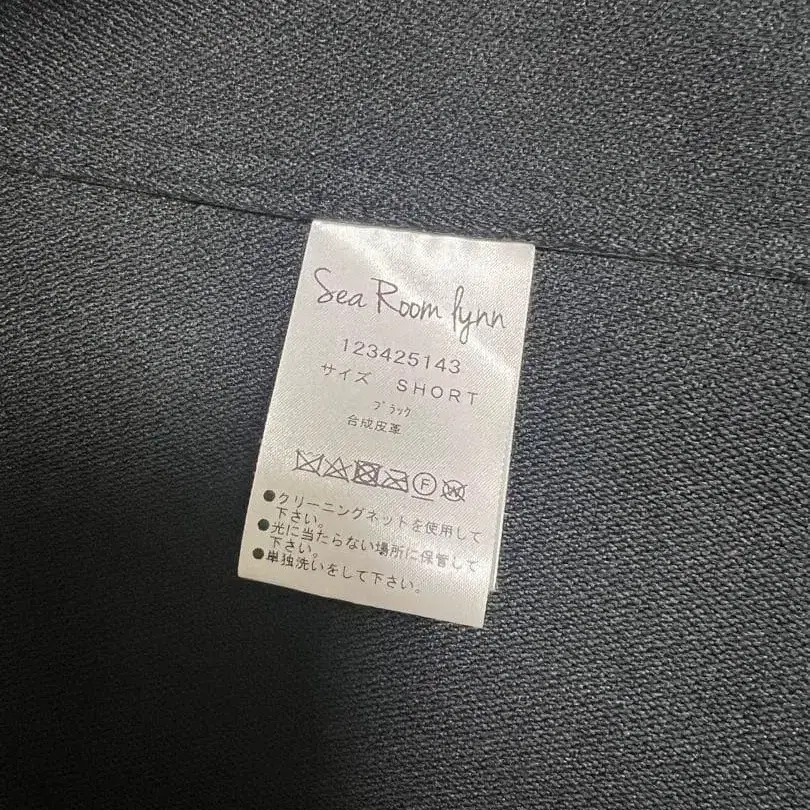 Sea Room lynn
123425143
サイズ SHORT
ﾌﾞﾗｯｸ
合成皮革
F W
●クリーニングネットを使用して
下さい。
●光に当たらない場所に保管して
下さい。
●単独洗いをして下さい。